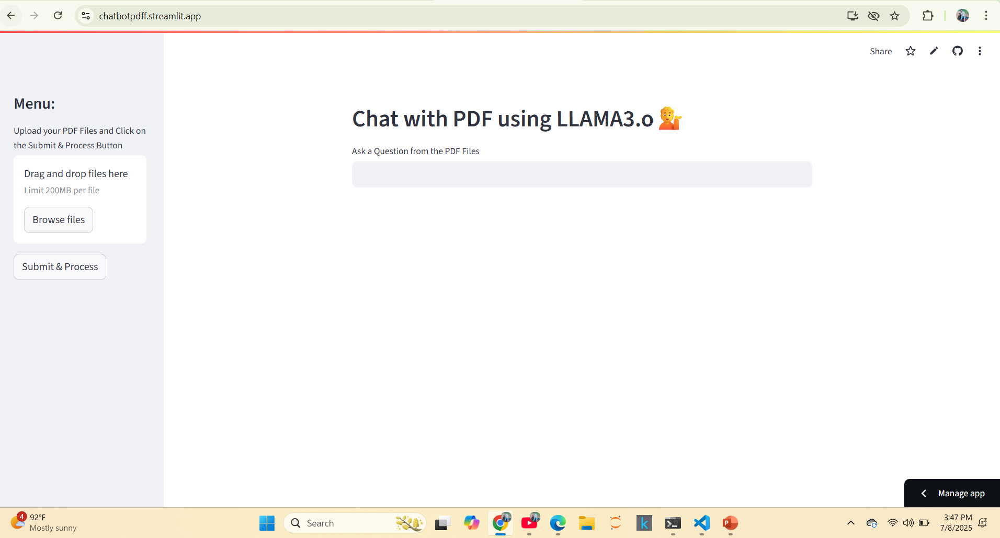 chatbotpdff.streamlit.app
Share
Menu:
Upload your PDF Files and Click on
the Submit & Process Button
Drag and drop files here
Limit 200MB per file
Browse files
Submit & Process
Chat with PDF using LLAMA3.o 💁
Ask a Question from the PDF Files
Manage app
4
92°F
Mostly sunny
Search
k
P
3:47 PM
7/8/2025